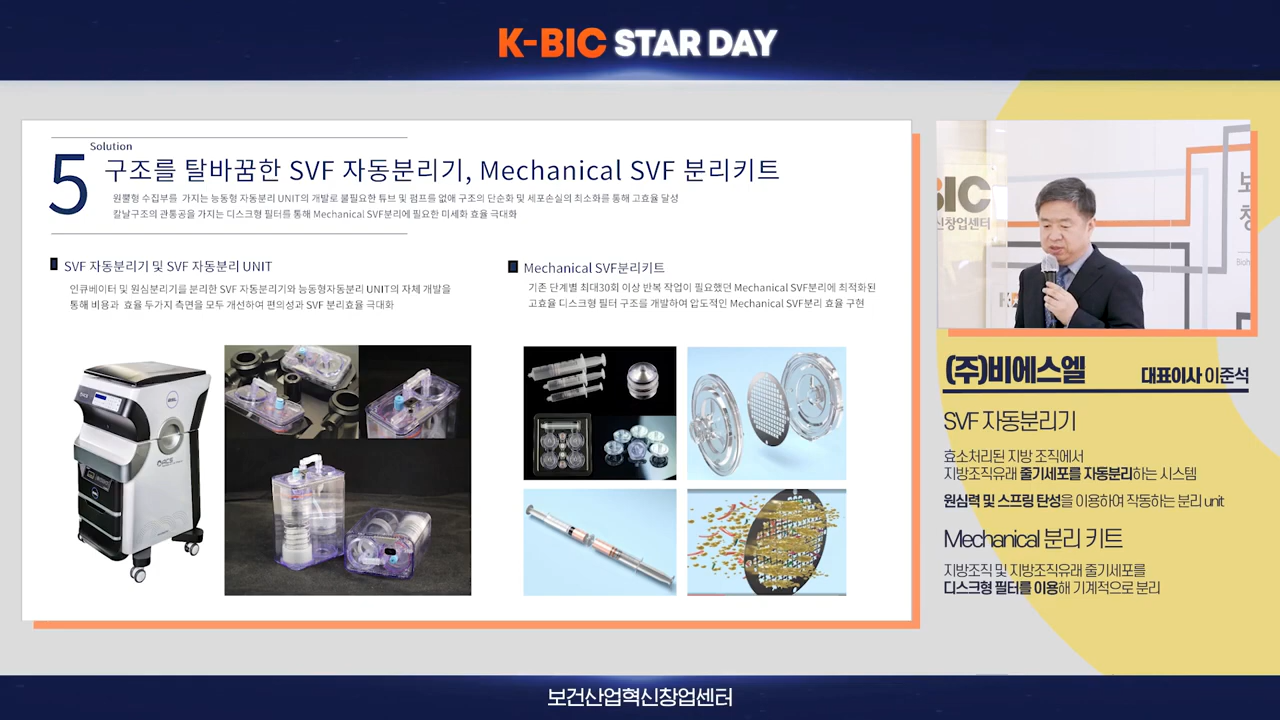 K-BIC STAR DAY
Solution
5
구조를 탈바꿈한 SVF 자동분리기, Mechanical SVF 분리키트
원뿔형 수집부를 가지는 능동형 자동분리 UNIT의 개발로 불필요한 튜브 및 펌프를 없애 구조의 단순화 및 세포손실의 최소화를 통해 고효율 달성
칼날구조의 관통공을 가지는 디스크형 필터를 통해 Mechanical SVF분리에 필요한 미세화 효율 극대화
SVF 자동분리기 및 SVF 자동분리 UNIT
인큐베이터 및 원심분리기를 분리한 SVF 자동분리기와 능동형자동분리 UNIT의 자체 개발을
통해 비용과 효율 두가지 측면을 모두 개선하여 편의성과 SVF 분리효율 극대화
Mechanical SVF분리키트
기존 단계별 최대30회 이상 반복 작업이 필요했던 Mechanical SVF분리에 최적화된
고효율 디스크형 필터 구조를 개발하여 압도적인 Mechanical SVF분리 효율 구현
BIC
신창업센터
보
창
(주)비에스엘
대표이사 이준석
SVF 자동분리기
효소처리된 지방 조직에서
지방조직유래 줄기세포를 자동분리하는 시스템
원심력 및 스프링 탄성을 이용하여 작동하는 분리 unit
Mechanical 분리 키트
지방조직 및 지방조직유래 줄기세포를
디스크형 필터를 이용해 기계적으로 분리
보건산업혁신창업센터